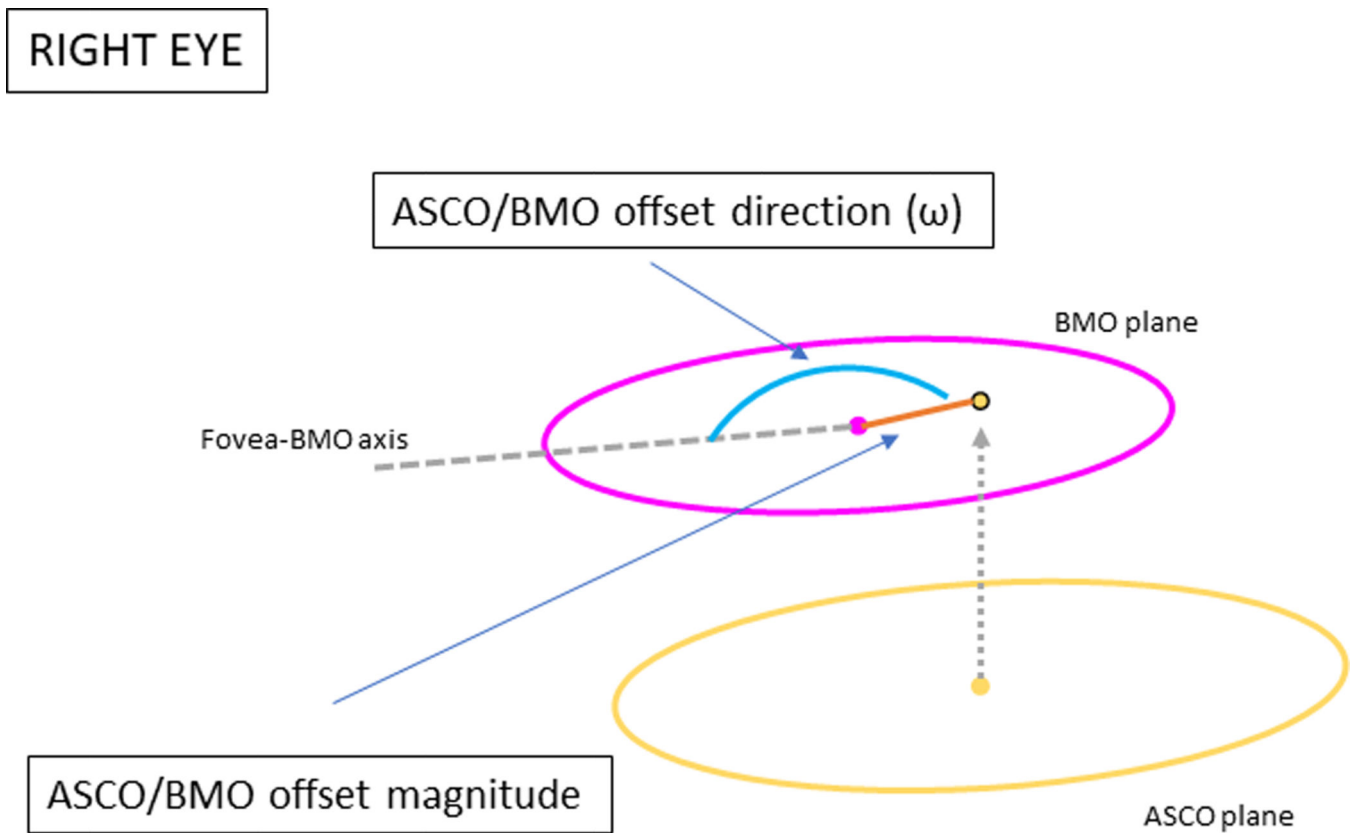 RIGHT EYE
ASCO/BMO offset direction (ω)
BMO plane
Fovea-BMO axis
ASCO/BMO offset magnitude
ASCO plane